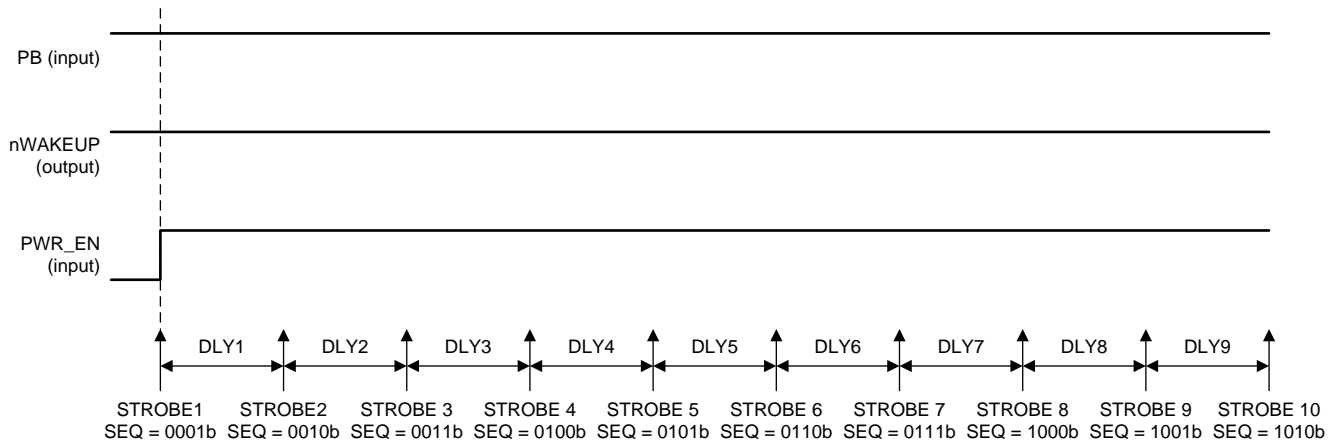 PB (input)
nWAKEUP
(output)
PWR_EN
(input)
DLY1 DLY2 DLY3 DLY4 DLY5 DLY6 DLY7 DLY8 DLY9
STROBE1 STROBE2 STROBE 3 STROBE 4 STROBE 5 STROBE 6 STROBE 7 STROBE 8 STROBE 9 STROBE 10
SEQ = 0001b SEQ = 0010b SEQ = 0011b SEQ = 0100b SEQ = 0101b SEQ = 0110b SEQ = 0111b SEQ = 1000b SEQ = 1001b SEQ = 1010b